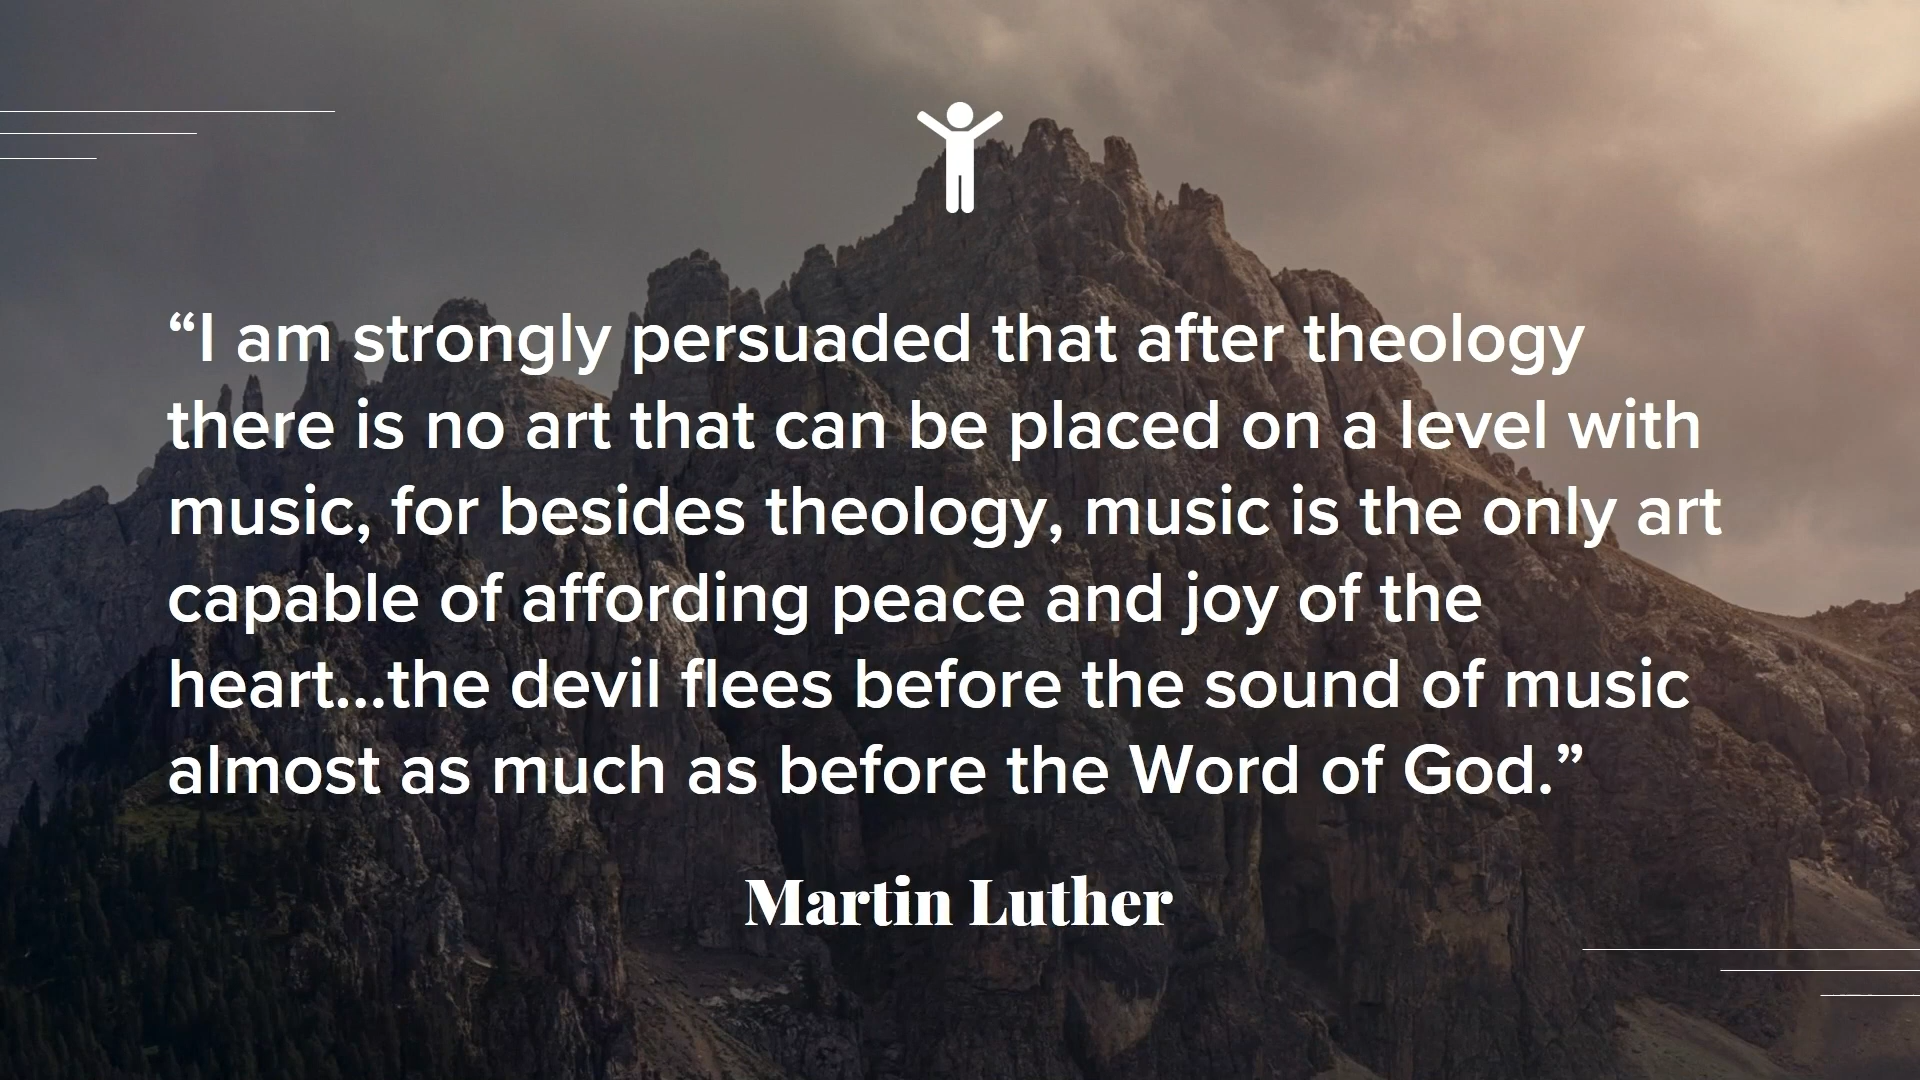 “I am strongly persuaded that after theology
there is no art that can be placed on a level with
music, for besides theology, music is the only art
capable of affording peace and joy of the
heart...the devil flees before the sound of music
almost as much as before the Word of God.”
Martin Luther